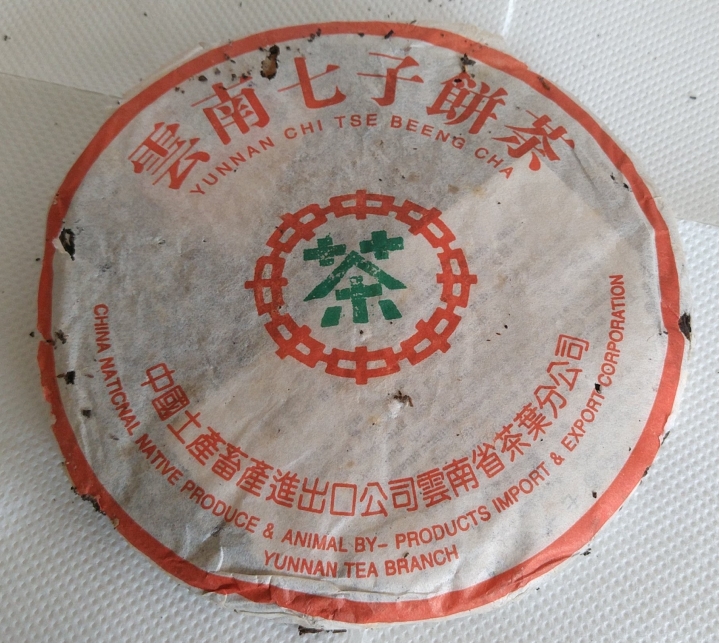 雲南七子餅茶
YUNNAN CHI TSE BEENG CHA
茶
中國土產畜產進出口公司雲南省茶葉分公司
CHINA NATIONAL NATIVE PRODUCE & ANIMAL BY- PRODUCTS IMPORT & EXPORT CORPORATION
YUNNAN TEA BRANCH